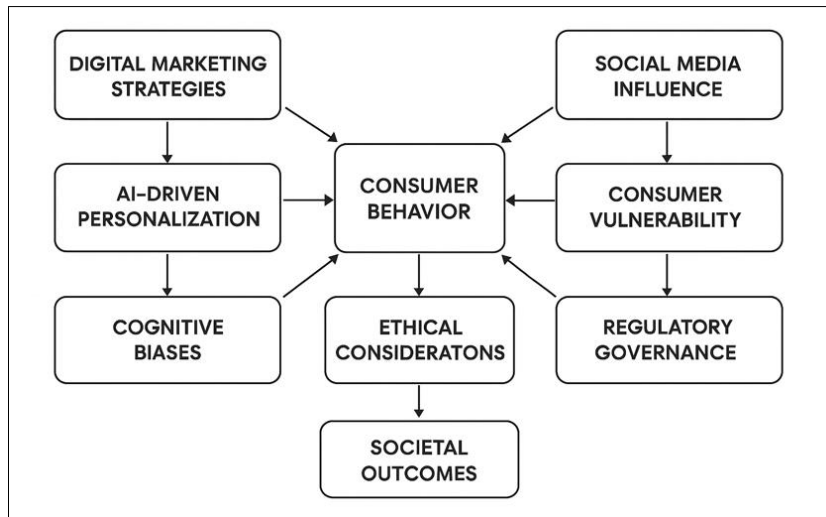 DIGITAL MARKETING
STRATEGIES
SOCIAL MEDIA
INFLUENCE
AI-DRIVEN
PERSONALIZATION
CONSUMER
BEHAVIOR
CONSUMER
VULNERABILITY
COGNITIVE
BIASES
ETHICAL
CONSIDERATONS
REGULATORY
GOVERNANCE
SOCIETAL
OUTCOMES